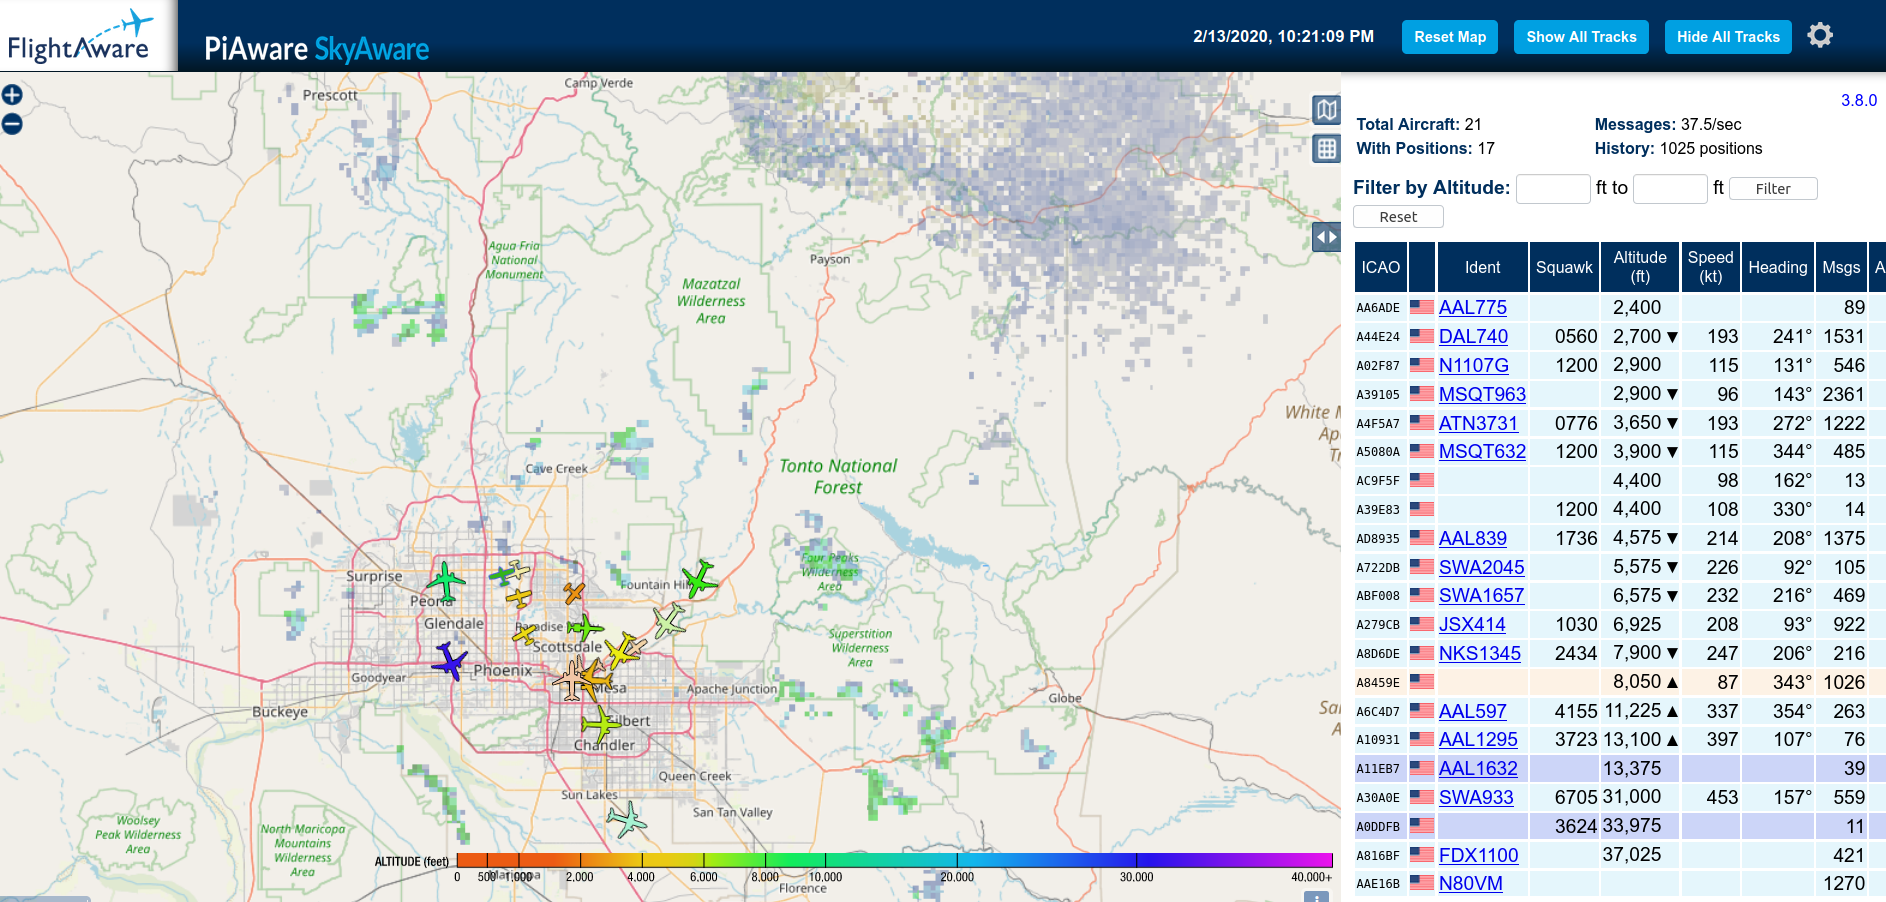 FlightAware
PiAware SkyAware
2/13/2020, 10:21:09 PM
Reset Map
Show All Tracks
Hide All Tracks
3.8.0
Total Aircraft: 21
Messages: 37.5/sec
With Positions: 17
History: 1025 positions
Filter by Altitude: ft to ft Filter
Reset
ICAO Ident Squawk Altitude (ft) Speed (kt) Heading Msgs A
AA6ADE AAL775 2,400 89
A44E24 DAL740 0560 2,700 ▼ 193 241° 1531
A02F87 N1107G 1200 2,900 115 131° 546
A39105 MSQT963 2,900 ▼ 96 143° 2361
A4F5A7 ATN3731 0776 3,650 ▼ 193 272° 1222
A5080A MSQT632 1200 3,900 ▼ 115 344° 485
AC9F5F 4,400 98 162° 13
A39E83 1200 4,400 108 330° 14
AD8935 AAL839 1736 4,575 ▼ 214 208° 1375
A722DB SWA2045 5,575 ▼ 226 92° 105
ABF008 SWA1657 6,575 ▼ 232 216° 469
A279CB JSX414 1030 6,925 208 93° 922
A8D6DE NKS1345 2434 7,900 ▼ 247 206° 216
A8459E 8,050 ▲ 87 343° 1026
A6C4D7 AAL597 4155 11,225 ▲ 337 354° 263
A10931 AAL1295 3723 13,100 ▲ 397 107° 76
A11EB7 AAL1632 13,375 39
A30A0E SWA933 6705 31,000 453 157° 559
A0DDFB 3624 33,975 11
A816BF FDX1100 37,025 421
AAE16B N80VM 1270
Camp Verde
Prescott
Agua Fria
National
Monument
Payson
Mazatzal
Wilderness
Area
White
Cave Creek
Tonto National
Forest
Four Peaks
Wilderness
Area
Surprise
Fountain Hil
Peoria
Glendale
Paradise
Scottsdale
Superstition
Wilderness
Area
Phoenix
Goodyear
Mesa
Apache Junction
Globe
Buckeye
Gilbert
Chandler
Queen Creek
Sun Lakes
San Tan Valley
Woolsey
Peak Wilderness
Area
North Maricopa
Mountains
Wilderness
Area
Florence
ALTITUDE (feet)
0 500 1,000 2,000 4,000 6,000 8,000 10,000 20,000 30,000 40,000+